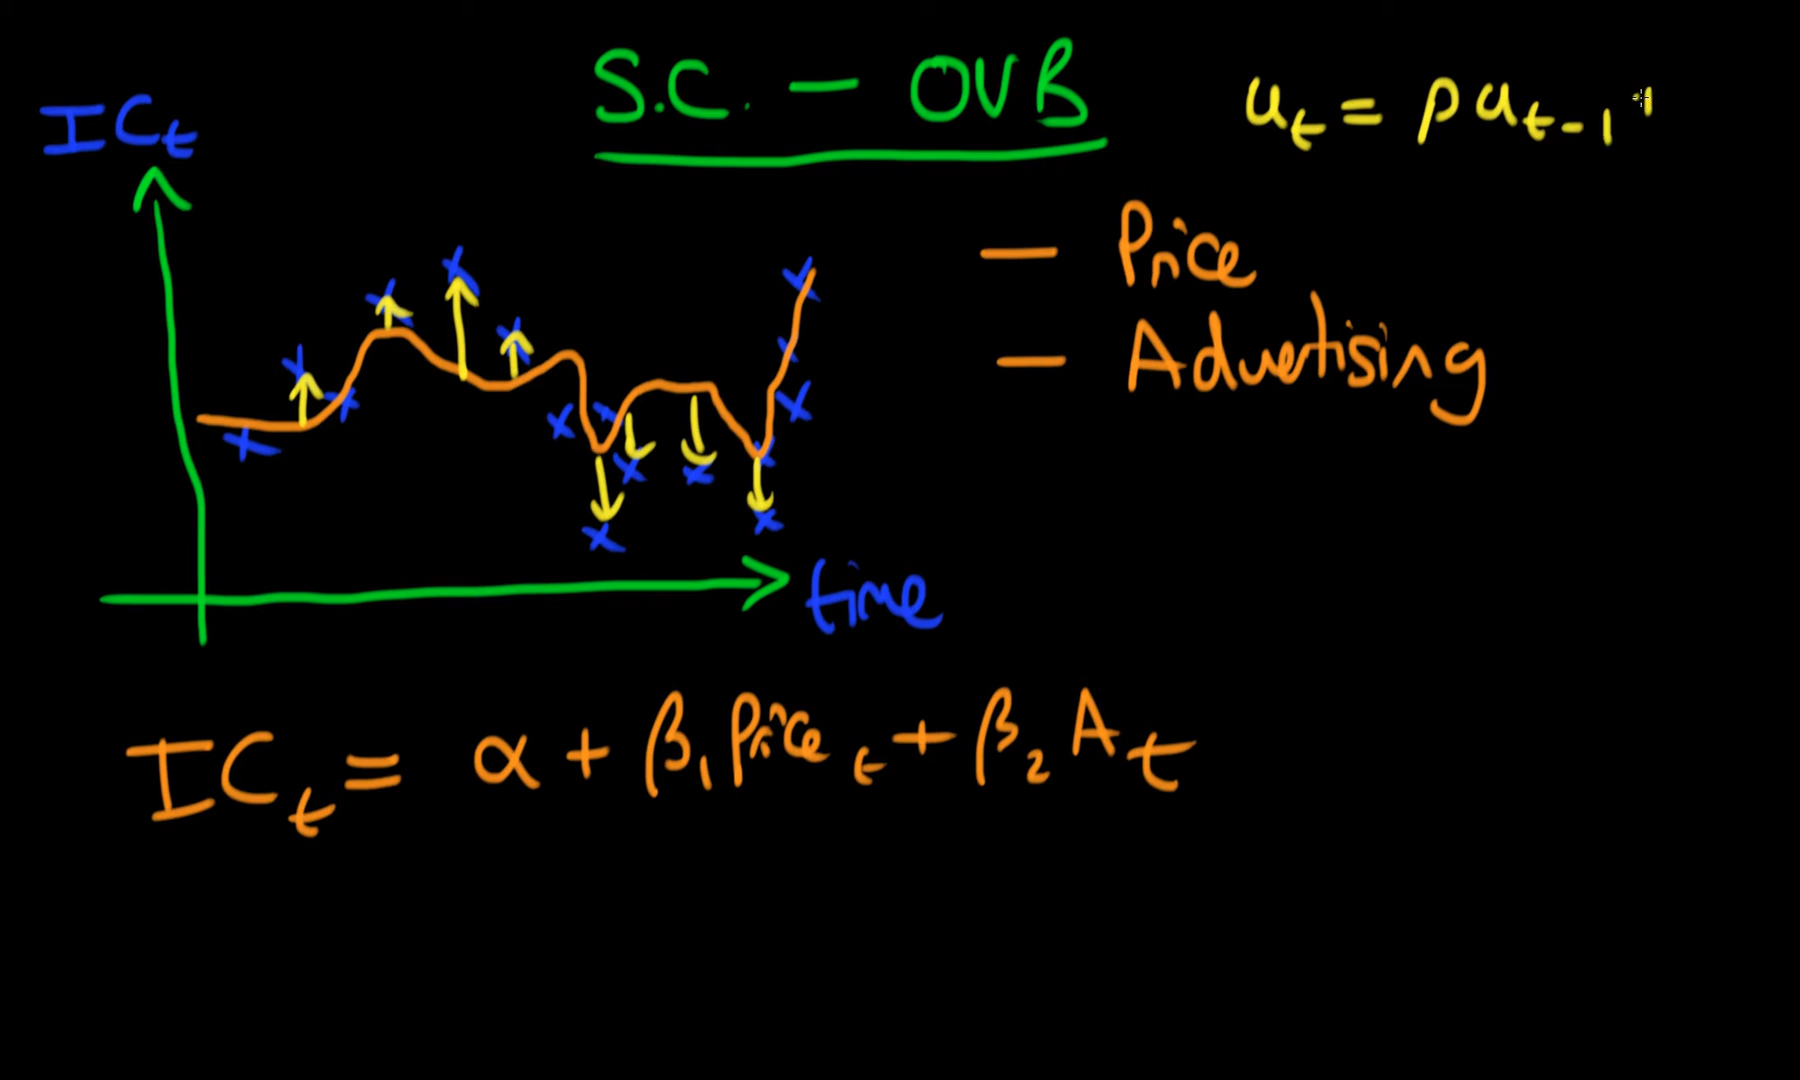 S.C. - OVB
u_t = ρu_{t-1} +
IC_t
- Price
- Advertising
time
IC_t = α + β_1 Price_t + β_2 A_t